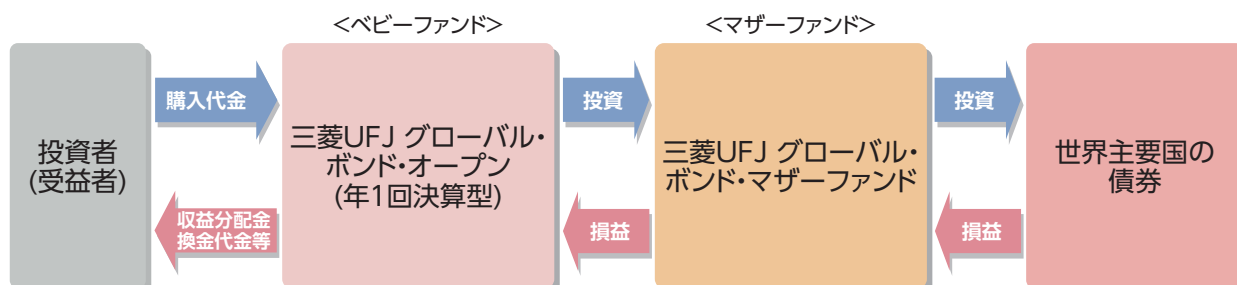 <ベビーファンド>
<マザーファンド>
投資者
(受益者)
購入代金
収益分配金
換金代金等
三菱UFJ グローバル・
ボンド・オープン
(年1回決算型)
投資
損益
三菱UFJ グローバル・
ボンド・マザーファンド
投資
損益
世界主要国の
債券